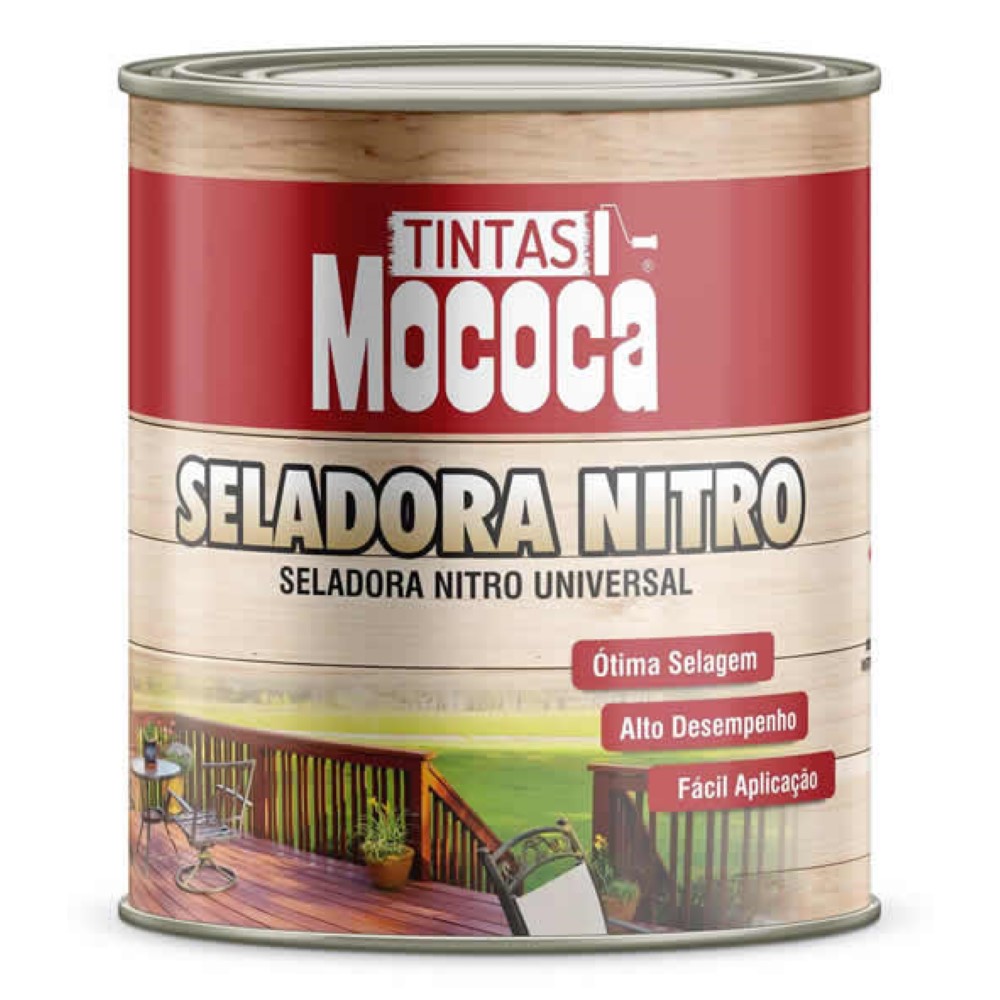 TINTAS
Mococa
®
SELADORA NITRO
SELADORA NITRO UNIVERSAL
Ótima Selagem
Alto Desempenho
Fácil Aplicação